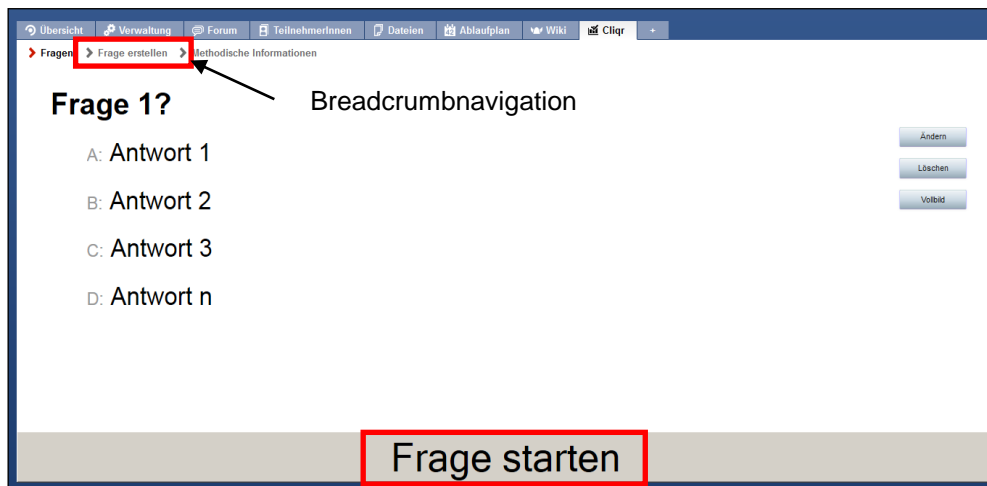 Übersicht Verwaltung Forum TeilnehmerInnen Dateien Ablaufplan Wiki Cliqr +
Fragen Frage erstellen Methodische Informationen
Frage 1?
Breadcrumbnavigation
Ändern
A: Antwort 1
Löschen
B: Antwort 2
Vollbild
C: Antwort 3
D: Antwort n
Frage starten